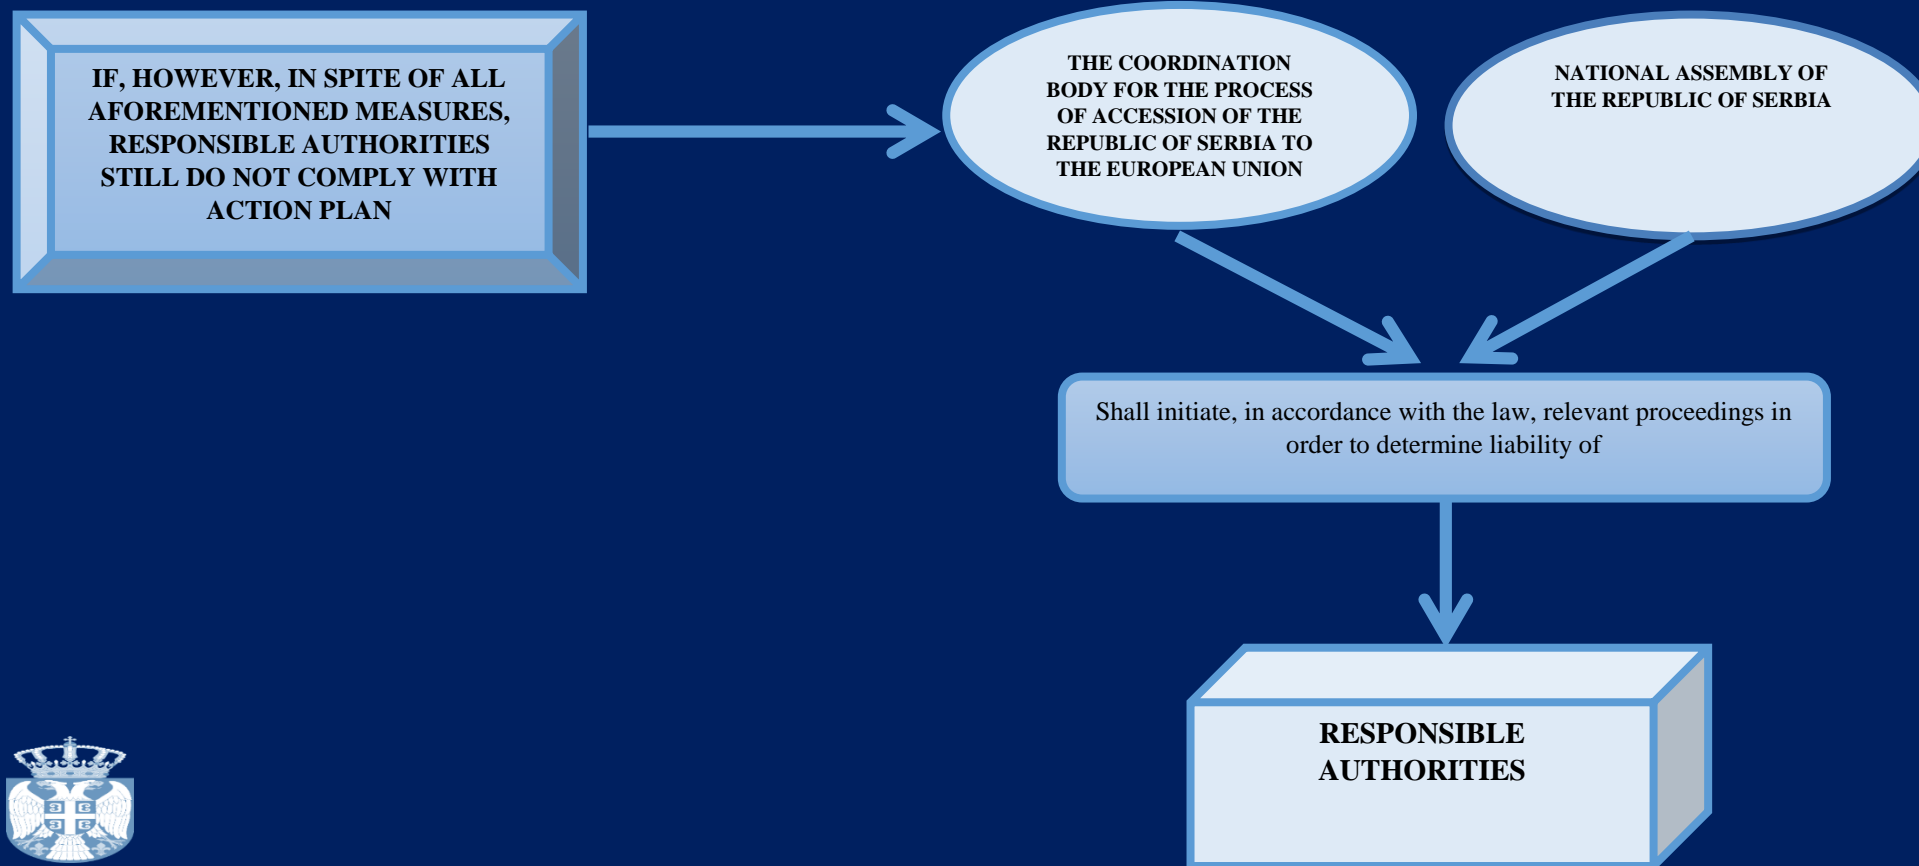 IF, HOWEVER, IN SPITE OF ALL
AFOREMENTIONED MEASURES,
RESPONSIBLE AUTHORITIES
STILL DO NOT COMPLY WITH
ACTION PLAN
THE COORDINATION
BODY FOR THE PROCESS
OF ACCESSION OF THE
REPUBLIC OF SERBIA TO
THE EUROPEAN UNION
NATIONAL ASSEMBLY OF
THE REPUBLIC OF SERBIA
Shall initiate, in accordance with the law, relevant proceedings in
order to determine liability of
RESPONSIBLE
AUTHORITIES